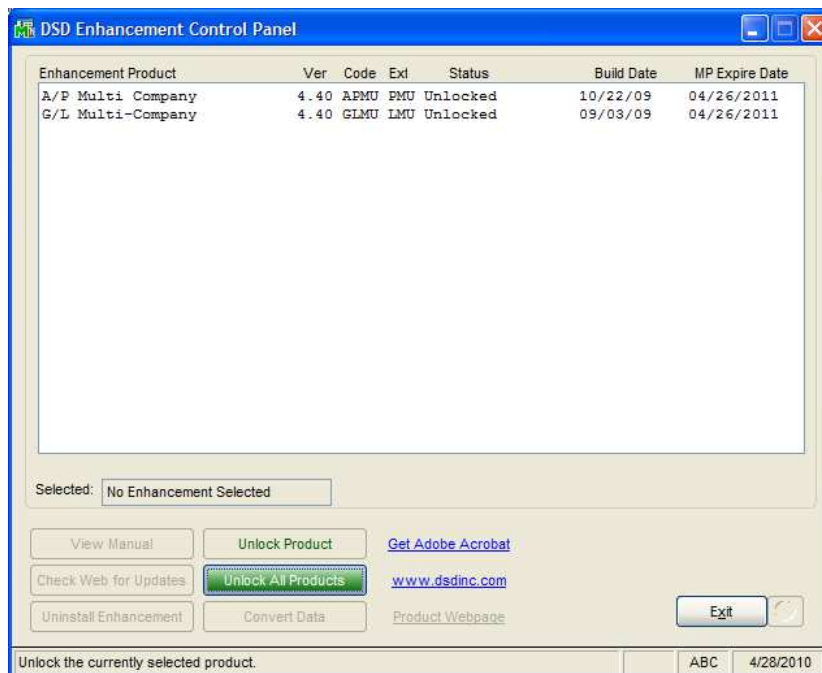 DSD Enhancement Control Panel
Enhancement Product Ver Code Ext Status Build Date MP Expire Date
A/P Multi Company 4.40 APMU PMU Unlocked 10/22/09 04/26/2011
G/L Multi-Company 4.40 GLMU LMU Unlocked 09/03/09 04/26/2011
Selected: No Enhancement Selected
View Manual Unlock Product Get Adobe Acrobat
Check Web for Updates Unlock All Products www.dsdinc.com
Uninstall Enhancement Convert Data Product Webpage Exit
Unlock the currently selected product. ABC 4/28/2010